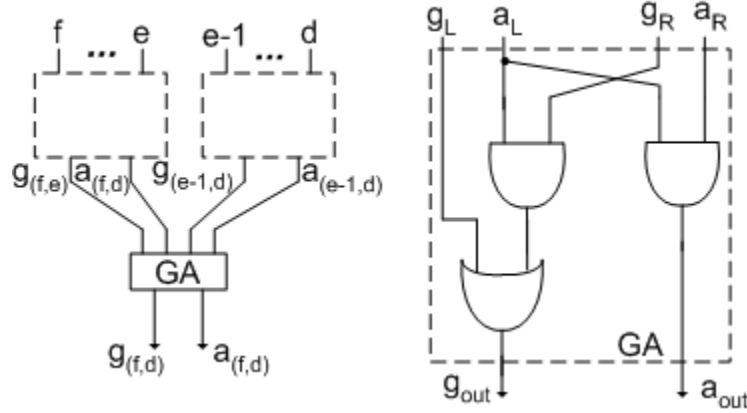 f ... e e-1 ... d
g(f,e) a(f,d) g(e-1,d) a(e-1,d)
GA
g(f,d) a(f,d)
gL aL gR aR
GA
gout aout